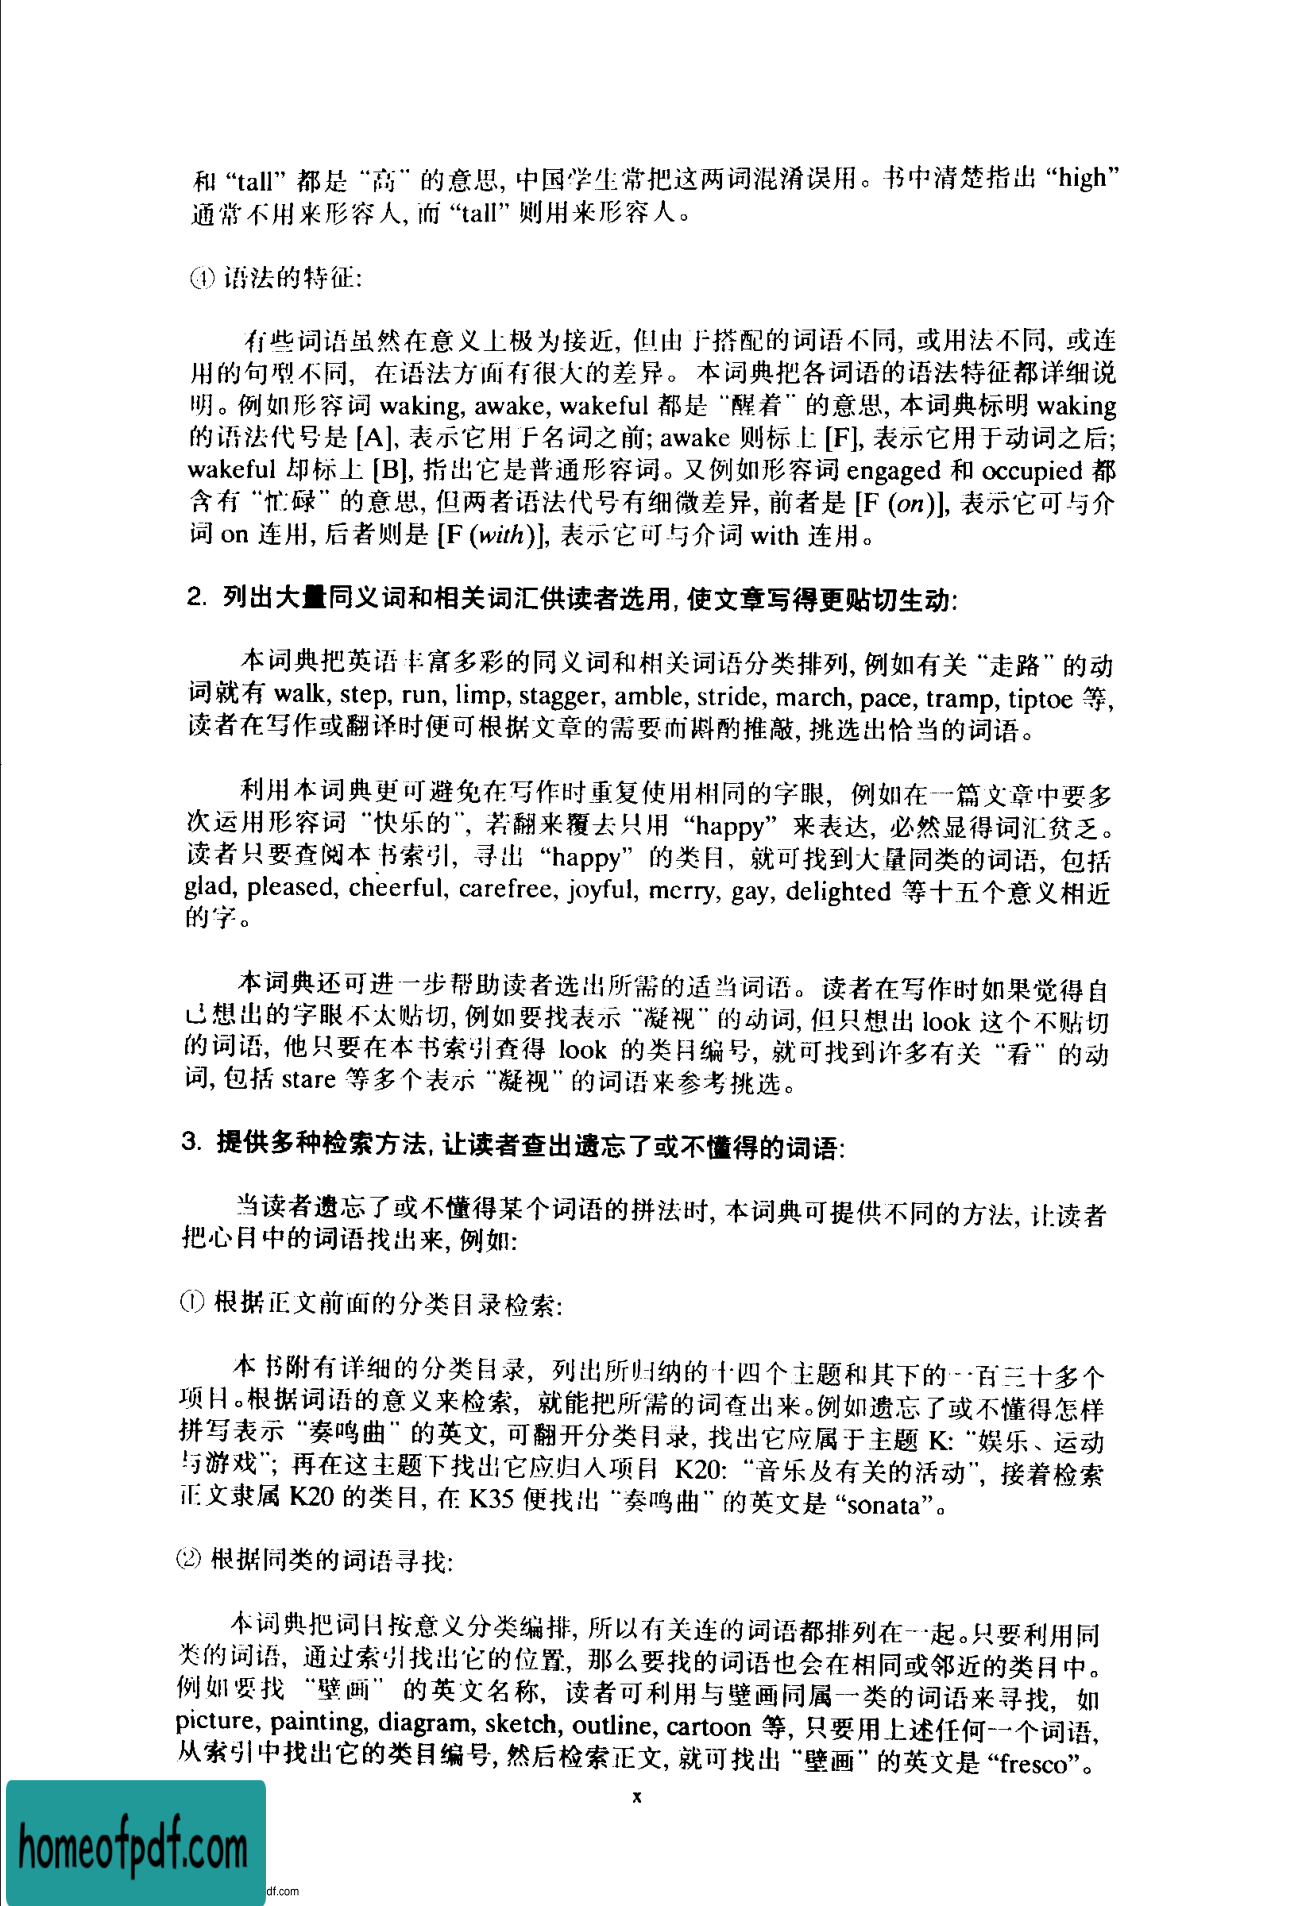 和 “tall” 都是 “高” 的意思, 中国学生常把这两词混淆误用。书中清楚指出 “high”
通常不用来形容人, 而 “tall” 则用来形容人。
④ 语法的特征:
有些词语虽然在意义上极为接近, 但由于搭配的词语不同, 或用法不同, 或连
用的句型不同, 在语法方面有很大的差异。本词典把各词语的语法特征都详细说
明。例如形容词 waking, awake, wakeful 都是 “醒着” 的意思, 本词典标明 waking
的语法代号是 [A], 表示它用于名词之前; awake 则标上 [F], 表示它用于动词之后;
wakeful 却标上 [B], 指出它是普通形容词。又例如形容词 engaged 和 occupied 都
含有 “忙碌” 的意思, 但两者语法代号有细微差异, 前者是 [F (on)], 表示它可与介
词 on 连用, 后者则是 [F (with)], 表示它可与介词 with 连用。
2. 列出大量同义词和相关词汇供读者选用, 使文章写得更贴切生动:
本词典把英语丰富多彩的同义词和相关词语分类排列, 例如有关 “走路” 的动
词就有 walk, step, run, limp, stagger, amble, stride, march, pace, tramp, tiptoe 等,
读者在写作或翻译时便可根据文章的需要而斟酌推敲, 挑选出恰当的词语。
利用本词典更可避免在写作时重复使用相同的字眼, 例如在一篇文章中要多
次运用形容词 “快乐的”, 若翻来覆去只用 “happy” 来表达, 必然显得词汇贫乏。
读者只要查阅本书索引, 寻出 “happy” 的类目, 就可找到大量同类的词语, 包括
glad, pleased, cheerful, carefree, joyful, merry, gay, delighted 等十五个意义相近
的字。
本词典还可进一步帮助读者选出所需的适当词语。读者在写作时如果觉得自
己想出的字眼不太贴切, 例如要找表示 “凝视” 的动词, 但只想出 look 这个不贴切
的词语, 他只要在本书索引查得 look 的类目编号, 就可找到许多有关 “看” 的动
词, 包括 stare 等多个表示 “凝视” 的词语来参考挑选。
3. 提供多种检索方法, 让读者查出遗忘了或不懂得的词语:
当读者遗忘了或不懂得某个词语的拼法时, 本词典可提供不同的方法, 让读者
把心目中的词语找出来, 例如:
① 根据正文前面的分类目录检索:
本书附有详细的分类目录, 列出所归纳的十四个主题和其下的一百三十多个
项目。根据词语的意义来检索, 就能把所需的词查出来。例如遗忘了或不懂得怎样
拼写表示 “奏鸣曲” 的英文, 可翻开分类目录, 找出它应属于主题 K: “娱乐、运动
与游戏”; 再在这主题下找出它应归入项目 K20: “音乐及有关的活动”, 接着检索
正文隶属 K20 的类目, 在 K35 便找出 “奏鸣曲” 的英文是 “sonata”。
② 根据同类的词语寻找:
本词典把词目按意义分类编排, 所以有关连的词语都排列在一起。只要利用同
类的词语, 通过索引找出它的位置, 那么要找的词语也会在相同或邻近的类目中。
例如要找 “壁画” 的英文名称, 读者可利用与壁画同属一类的词语来寻找, 如
picture, painting, diagram, sketch, outline, cartoon 等, 只要用上述任何一个词语,
从索引中找出它的类目编号, 然后检索正文, 就可找出 “壁画” 的英文是 “fresco”。
x
homeofpdf.com
df.com